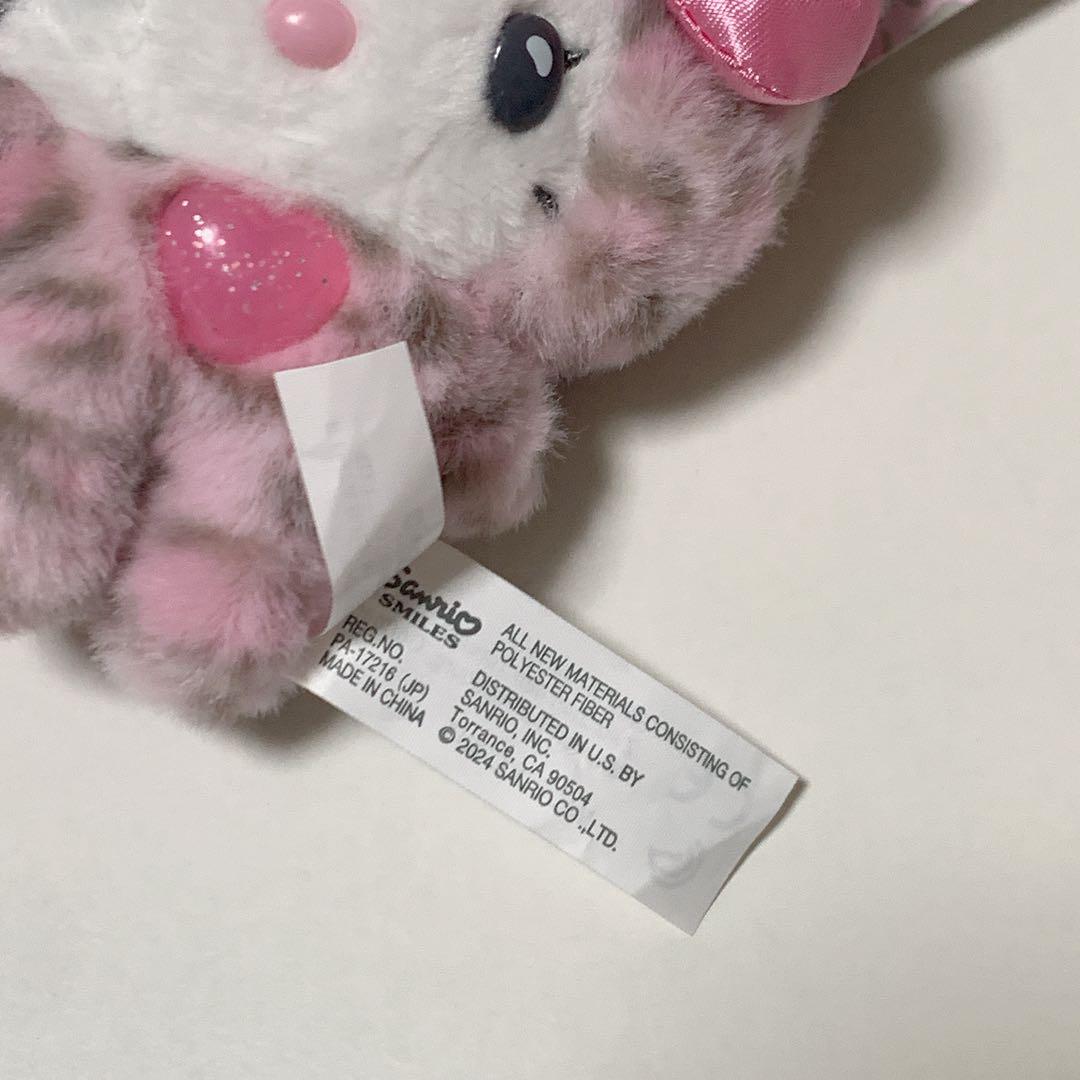 Sanrio
SMILES
REG.NO.
PA-17216 (JP)
MADE IN CHINA
ALL NEW MATERIALS CONSISTING OF
POLYESTER FIBER
DISTRIBUTED IN U.S. BY
SANRIO, INC.
Torrance, CA 90504
© 2024 SANRIO CO .,LTD.